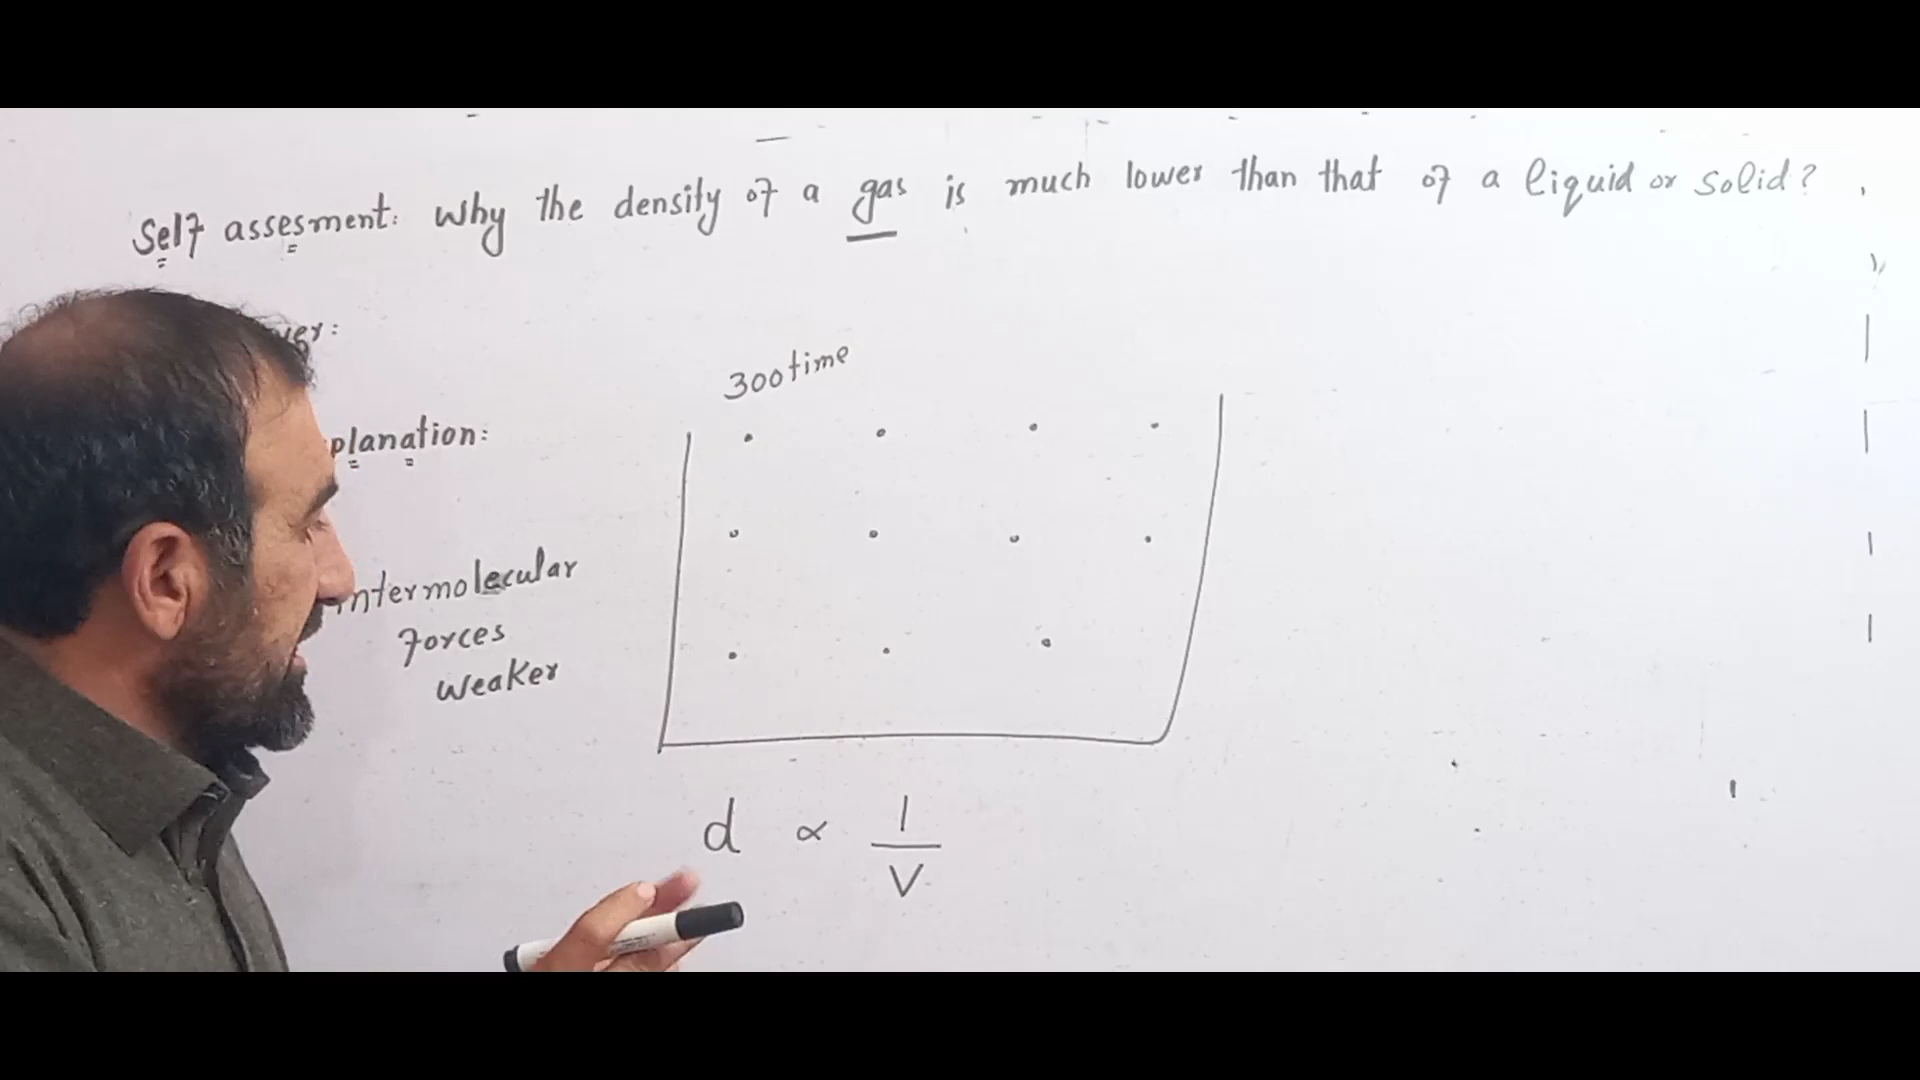 Self assesment: Why the density of a gas is much lower than that of a liquid or solid?
300time
planation:
intermolecular
forces
weaker
d ∝ 1/V